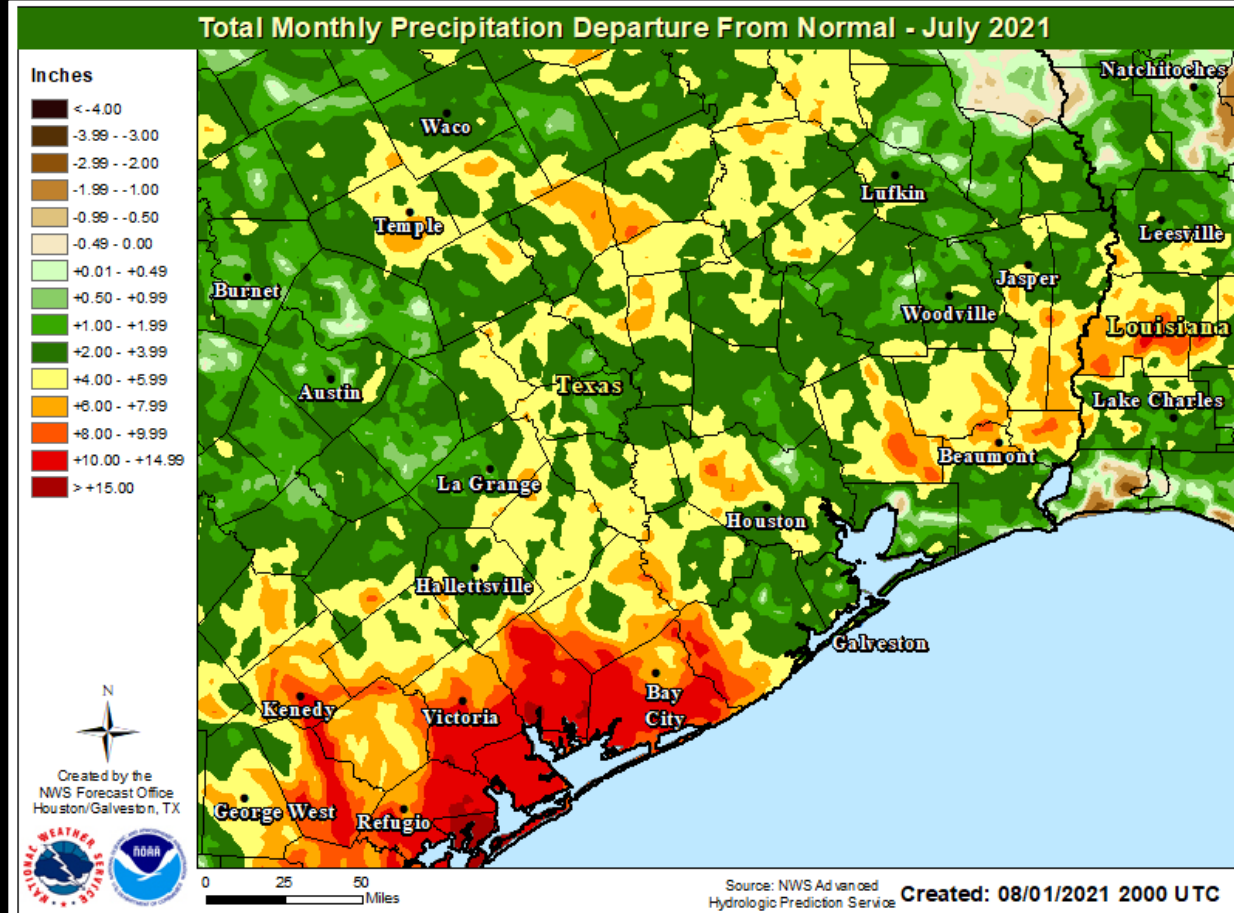 Total Monthly Precipitation Departure From Normal - July 2021
Inches
< -4.00
-3.99 - -3.00
-2.99 - -2.00
-1.99 - -1.00
-0.99 - -0.50
-0.49 - 0.00
+0.01 - +0.49
+0.50 - +0.99
+1.00 - +1.99
+2.00 - +3.99
+4.00 - +5.99
+6.00 - +7.99
+8.00 - +9.99
+10.00 - +14.99
> +15.00
Natchitoches
Waco
Lufkin
Temple
Leesville
Burnet
Jasper
Woodville
Louisiana
Austin
Texas
Lake Charles
Beaumont
La Grange
Houston
Hallettsville
Galveston
Kenedy
Victoria
Bay
City
George West
Refugio
N
Created by the
NWS Forecast Office
Houston/Galveston, TX
NATIONAL WEATHER SERVICE
NOAA
0 25 50
Miles
Source: NWS Advanced
Hydrologic Prediction Service
Created: 08/01/2021 2000 UTC